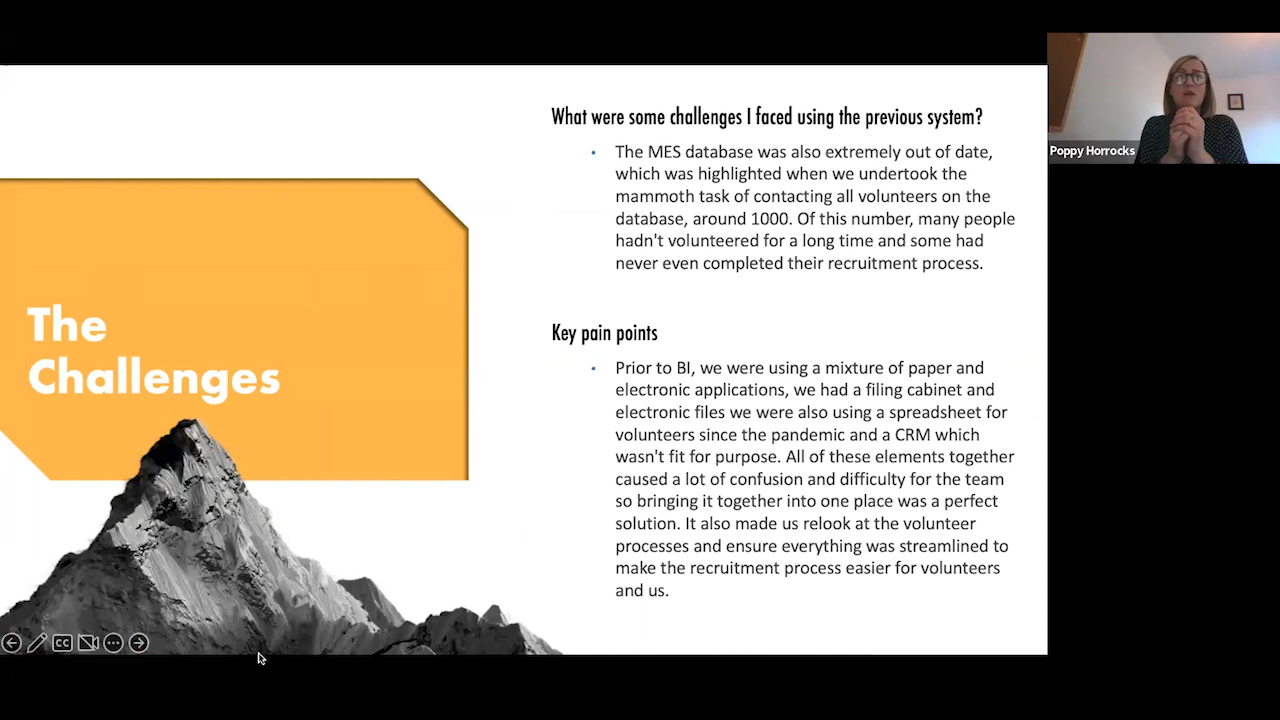 The
Challenges
What were some challenges I faced using the previous system?
• The MES database was also extremely out of date,
which was highlighted when we undertook the
mammoth task of contacting all volunteers on the
database, around 1000. Of this number, many people
hadn't volunteered for a long time and some had
never even completed their recruitment process.
Key pain points
• Prior to BI, we were using a mixture of paper and
electronic applications, we had a filing cabinet and
electronic files we were also using a spreadsheet for
volunteers since the pandemic and a CRM which
wasn't fit for purpose. All of these elements together
caused a lot of confusion and difficulty for the team
so bringing it together into one place was a perfect
solution. It also made us relook at the volunteer
processes and ensure everything was streamlined to
make the recruitment process easier for volunteers
and us.
CC
Poppy Horrocks